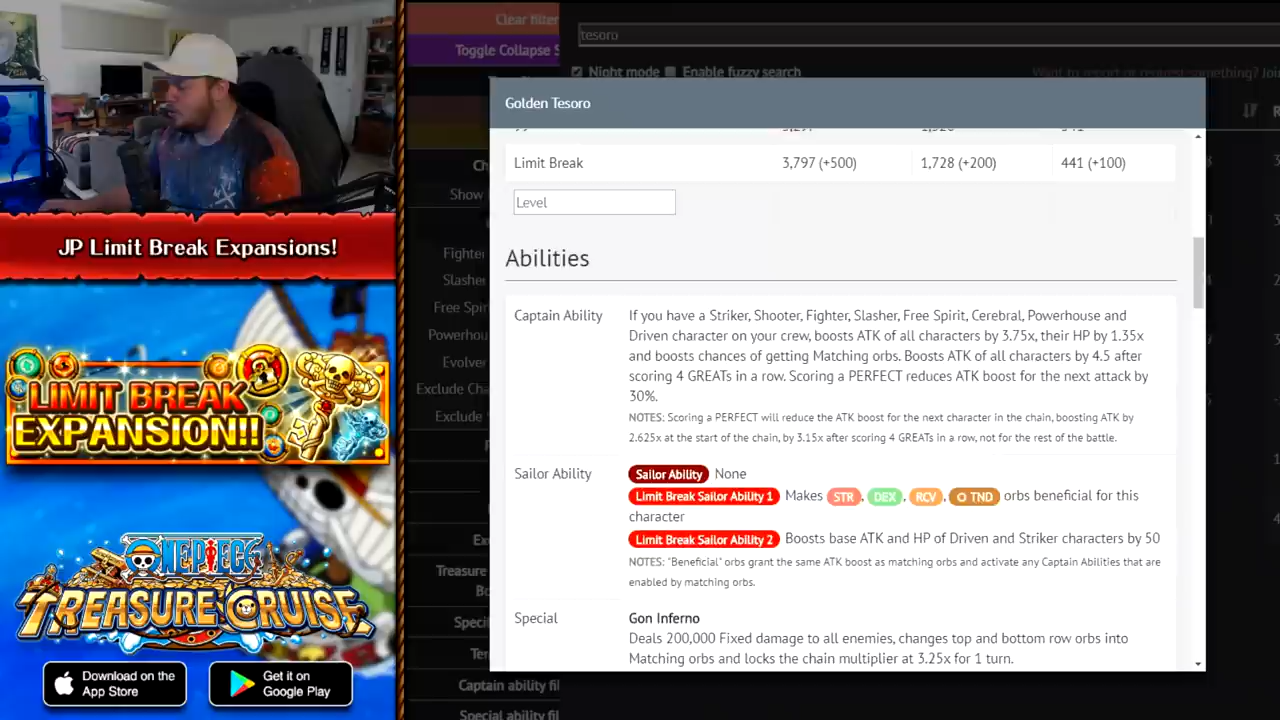 Clear filter
Toggle Collapse S
tesoro
Night mode
Enable fuzzy search
Want to report or request something? Joi
Golden Tesoro
Limit Break 3,797 (+500) 1,728 (+200) 441 (+100)
Level
Abilities
Captain Ability
If you have a Striker, Shooter, Fighter, Slasher, Free Spirit, Cerebral, Powerhouse and
Driven character on your crew, boosts ATK of all characters by 3.75x, their HP by 1.35x
and boosts chances of getting Matching orbs. Boosts ATK of all characters by 4.5 after
scoring 4 GREATs in a row. Scoring a PERFECT reduces ATK boost for the next attack by
30%.
NOTES: Scoring a PERFECT will reduce the ATK boost for the next character in the chain, boosting ATK by
2.625x at the start of the chain, by 3.15x after scoring 4 GREATs in a row, not for the rest of the battle.
Sailor Ability
Sailor Ability None
Limit Break Sailor Ability 1 Makes STR, DEX, RCV, O TND orbs beneficial for this
character
Limit Break Sailor Ability 2 Boosts base ATK and HP of Driven and Striker characters by 50
NOTES: "Beneficial" orbs grant the same ATK boost as matching orbs and activate any Captain Abilities that are
enabled by matching orbs.
Special
Gon Inferno
Deals 200,000 Fixed damage to all enemies, changes top and bottom row orbs into
Matching orbs and locks the chain multiplier at 3.25x for 1 turn.
Ch
Show
Fighter
Slashe
Free Spir
Powerhou
Evolve
Exclude Cha
Exclude
Ex
Treasure
Bo
Speci
Ter
Captain ability fil
Special ability fil
JP Limit Break Expansions!
LIMIT BREAK
EXPANSION!!
ONE PIECE
TREASURE CRUISE
Download on the
App Store
Get it on
Google Play